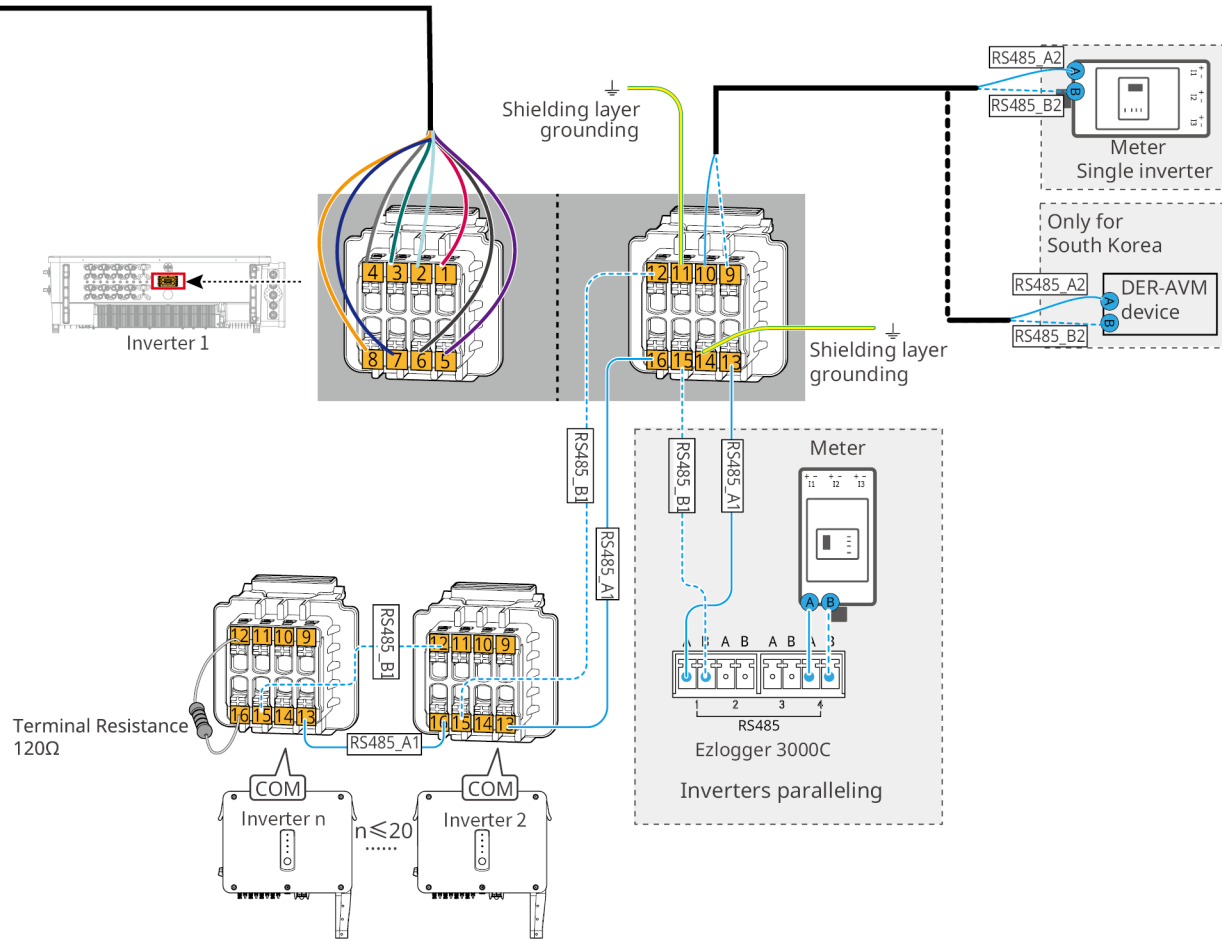 RS485_A2
A
B
RS485_B2
+ -
I1
+ -
I2
+ -
I3
Meter
Single inverter
Shielding layer
grounding
Only for
South Korea
RS485_A2
A
B
RS485_B2
DER-AVM
device
4 3 2 1
8 7 6 5
12 11 10 9
16 15 14 13
Inverter 1
Shielding layer
grounding
RS485_B1
RS485_A1
RS485_B1
RS485_A1
Meter
+ - + - + -
I1 I2 I3
A B
A B A B A B A B
1 2 3 4
RS485
Ezlogger 3000C
Inverters paralleling
12 11 10 9
16 15 14 13
RS485_B1
12 11 10 9
16 15 14 13
RS485_A1
Terminal Resistance
120Ω
COM
COM
Inverter n
n≤20
......
Inverter 2